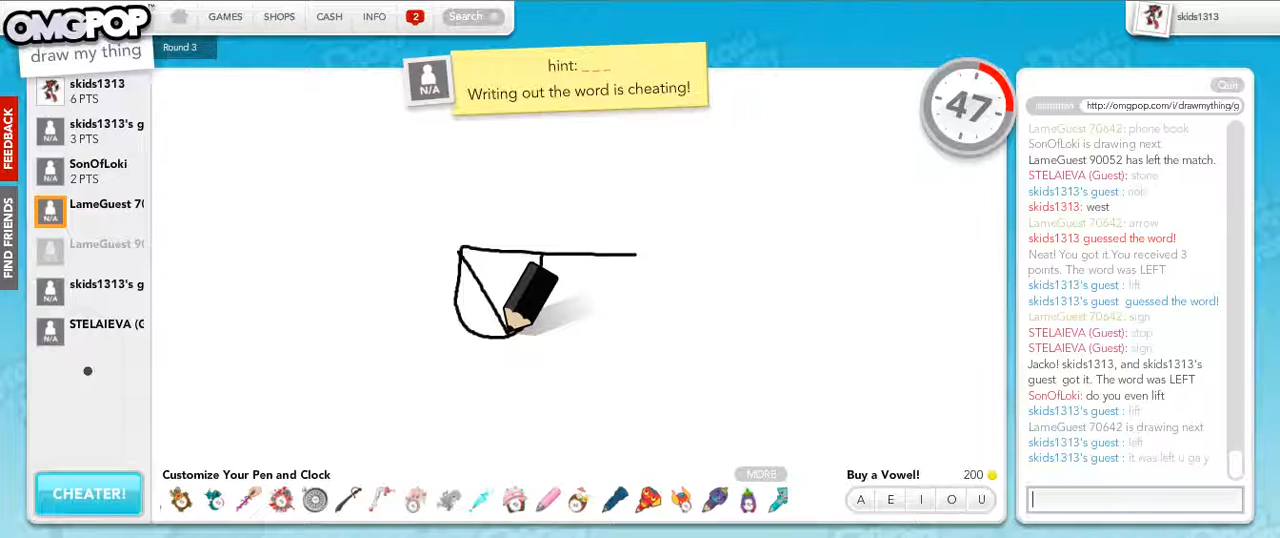 OMGPOP
draw my thing
GAMES
SHOPS
CASH
INFO
2
Search
skids1313
Round 3
hint: _ _ _
Writing out the word is cheating!
N/A
47
FEEDBACK
FIND FRIENDS
skids1313
6 PTS
skids1313's g
3 PTS
N/A
SonOfLoki
2 PTS
N/A
LameGuest 70
N/A
LameGuest 90
N/A
skids1313's g
N/A
STELAIEVA (G
N/A
CHEATER!
Customize Your Pen and Clock
MORE
Buy a Vowel!
200
A E I O U
Quit
http://omgpop.com/i/drawmything/g
LameGuest 70642: phone book
SonOfLoki is drawing next
LameGuest 90052 has left the match.
STELAIEVA (Guest): stone
skids1313's guest :
skids1313: west
LameGuest 70642: arrow
skids1313 guessed the word!
Neat! You got it.You received 3
points. The word was LEFT
skids1313's guest : lift
skids1313's guest guessed the word!
LameGuest 70642: sign
STELAIEVA (Guest): stop
STELAIEVA (Guest): sign
Jacko! skids1313, and skids1313's
guest got it. The word was LEFT
SonOfLoki: do you even lift
skids1313's guest : lift
LameGuest 70642 is drawing next
skids1313's guest : left
skids1313's guest : it was left u ga y